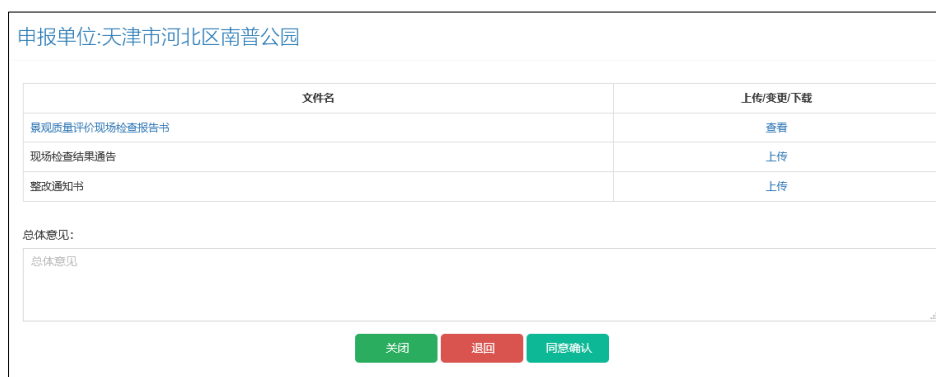 申报单位:天津市河北区南普公园
文件名 上传/变更/下载
景观质量评价现场检查报告书 查看
现场检查结果通告 上传
整改通知书 上传
总体意见:
总体意见
关闭 退回 同意确认